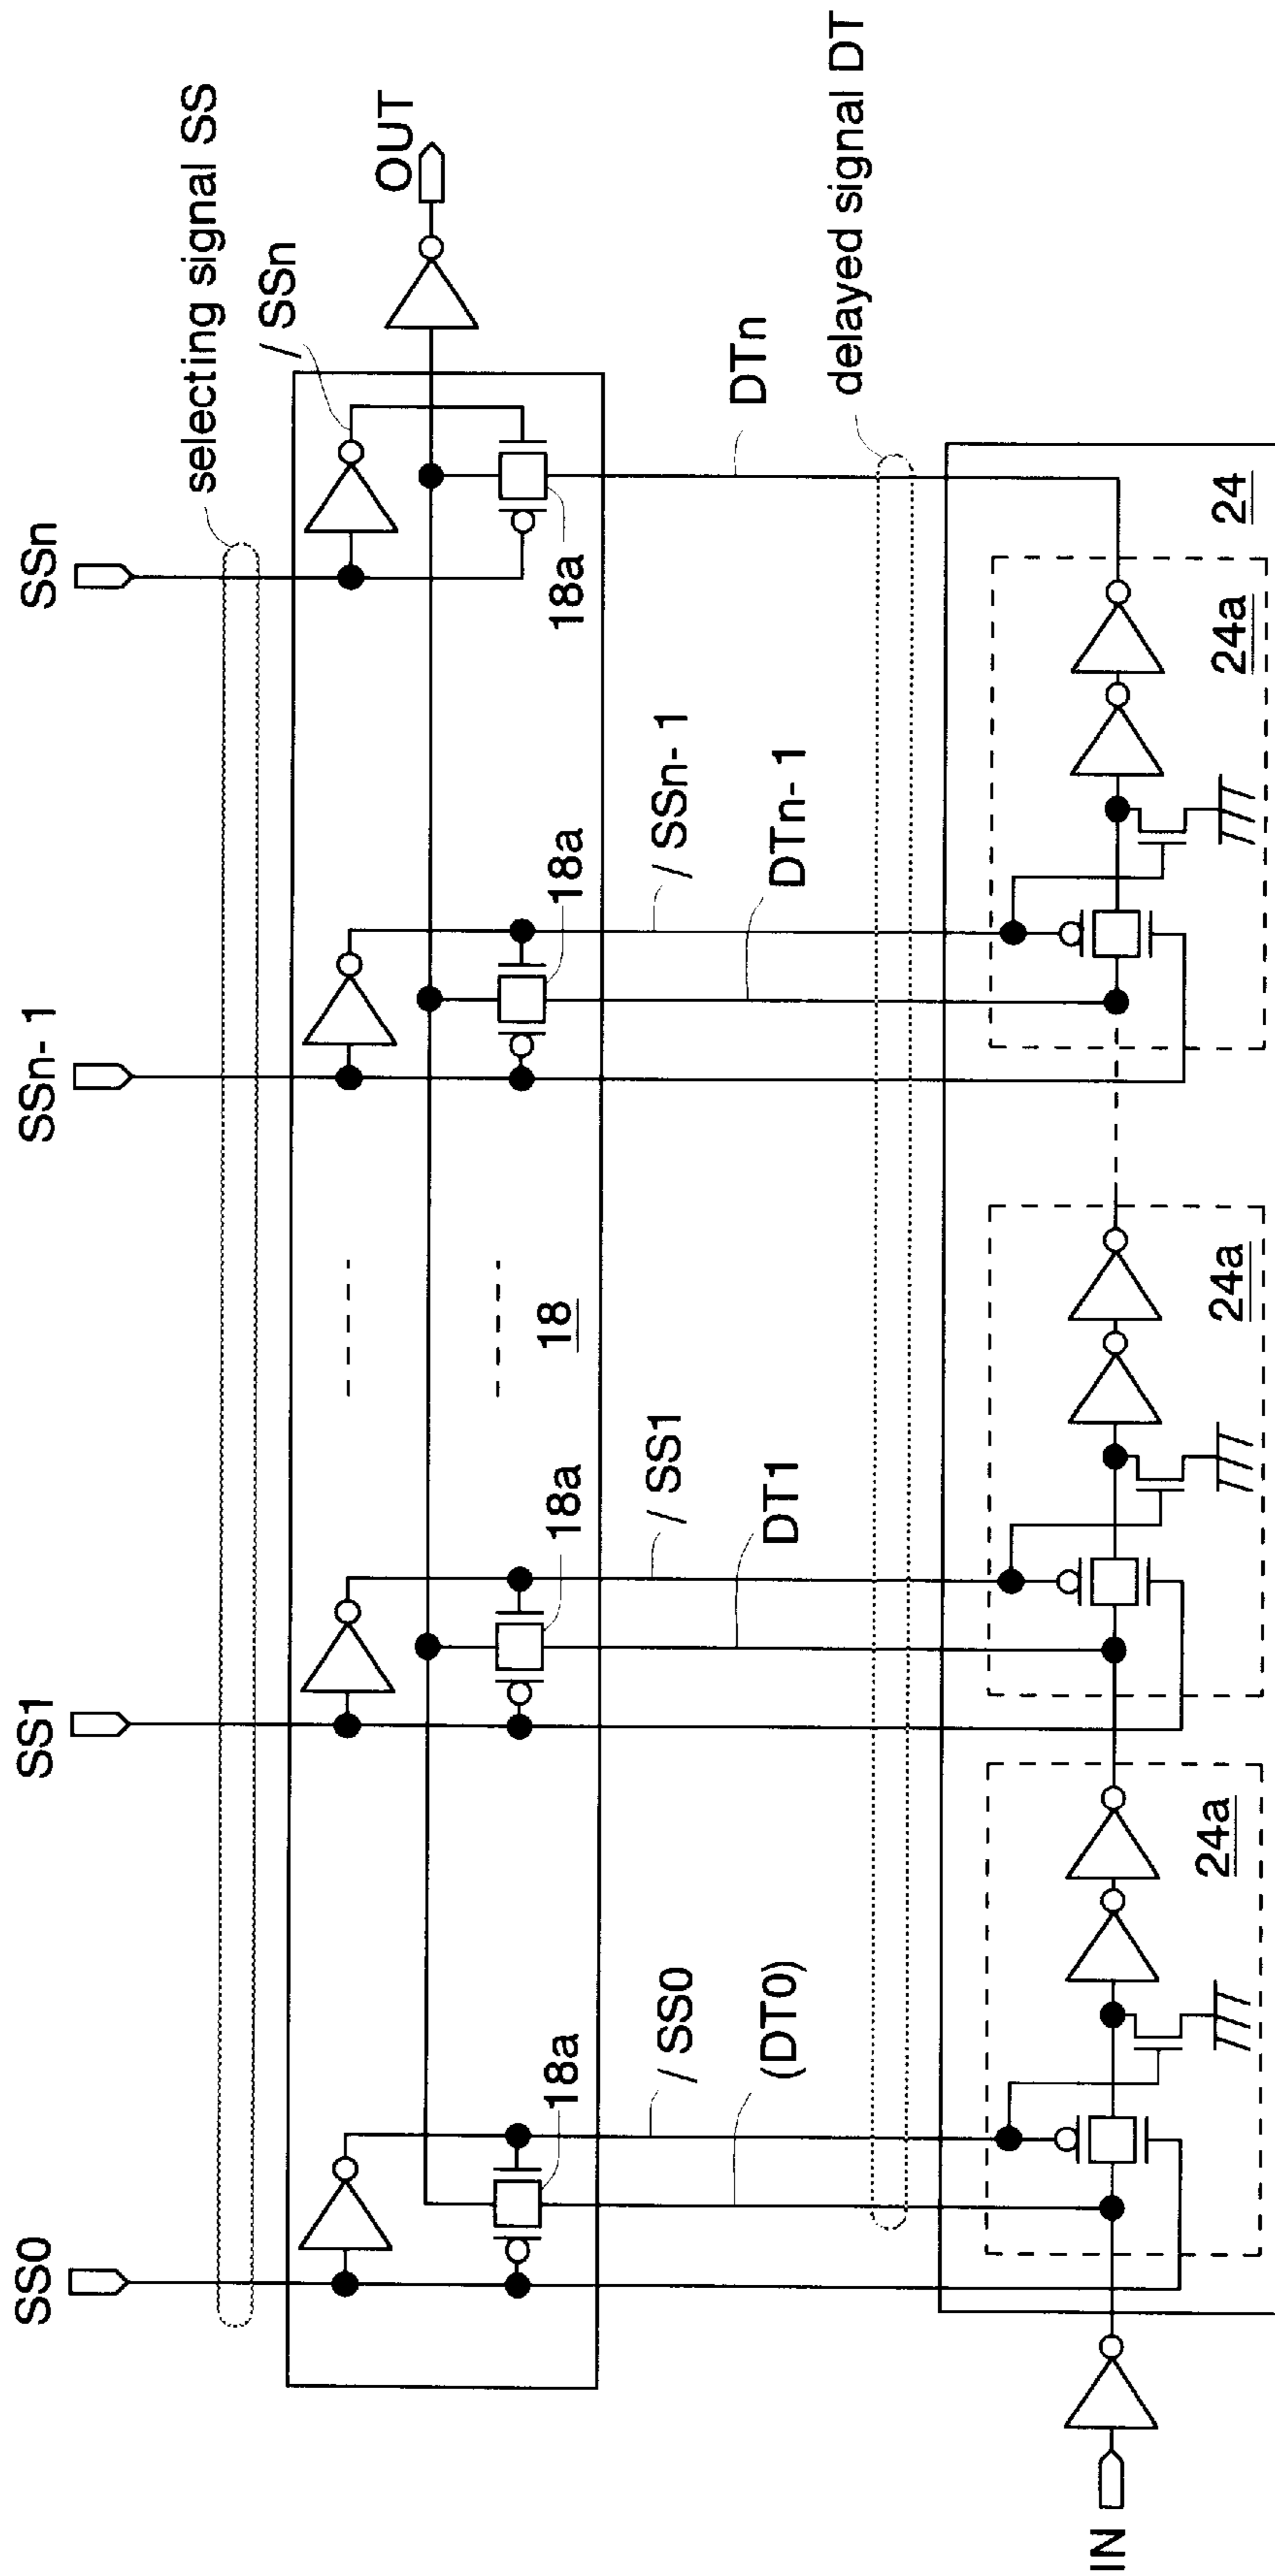 SS0
SS1
SSn-1
SSn
selecting signal SS
/ SSn
OUT
18a
18a
18a
18a
18
/ SS0
(DT0)
/ SS1
DT1
/ SSn-1
DTn-1
DTn
delayed signal DT
IN
24a
24a
24a
24